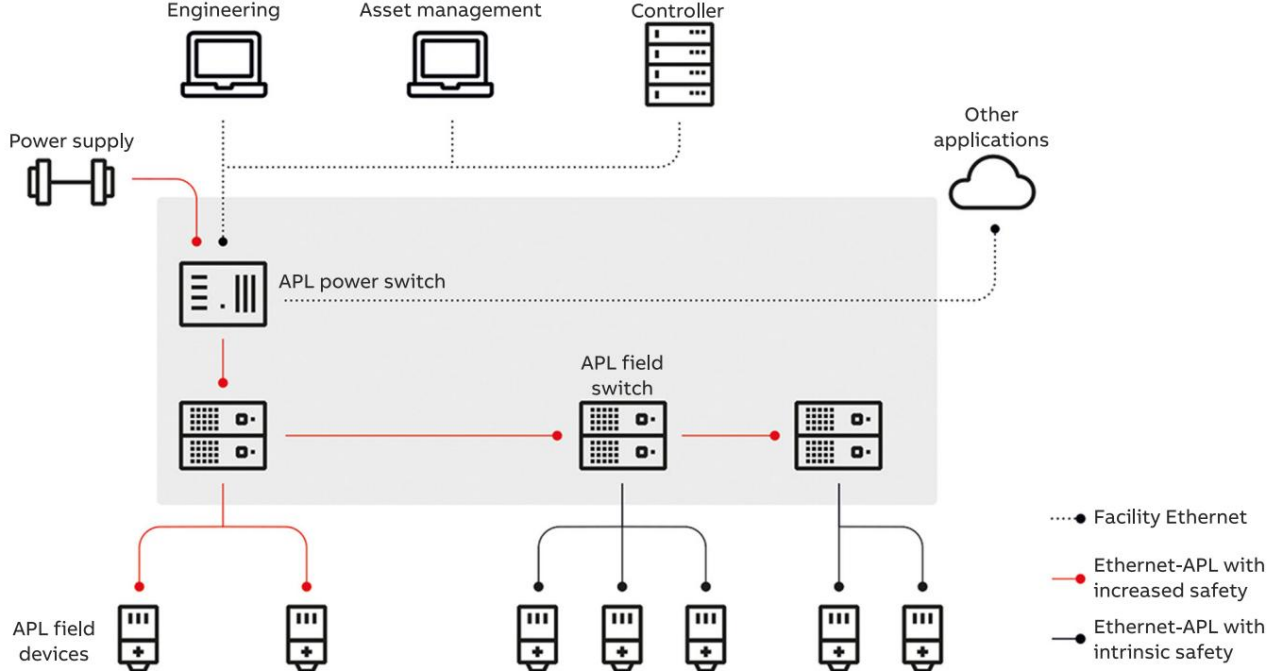 Engineering
Asset management
Controller
Power supply
Other
applications
APL power switch
APL field
switch
Facility Ethernet
Ethernet-APL with
increased safety
Ethernet-APL with
intrinsic safety
APL field
devices